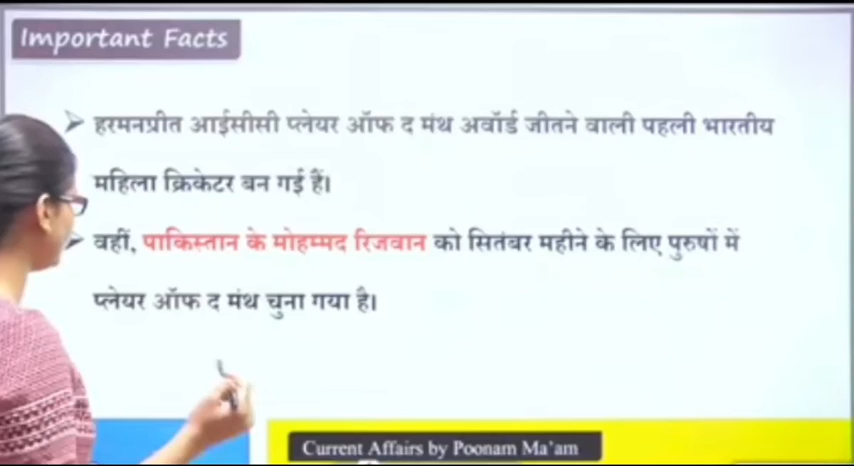 Important Facts
हरमनप्रीत आईसीसी प्लेयर ऑफ द मंथ अवॉर्ड जीतने वाली पहली भारतीय
महिला क्रिकेटर बन गई हैं।
वहीं, पाकिस्तान के मोहम्मद रिजवान को सितंबर महीने के लिए पुरुषों में
प्लेयर ऑफ द मंथ चुना गया है।
Current Affairs by Poonam Ma'am